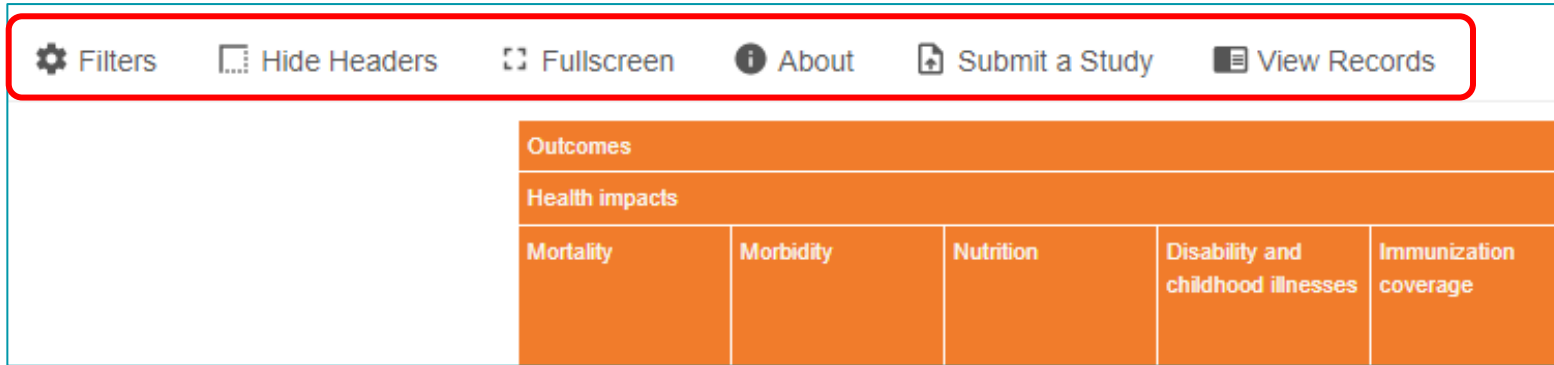 Filters Hide Headers Fullscreen About Submit a Study View Records
Outcomes
Health impacts
Mortality Morbidity Nutrition Disability and Immunization
childhood illnesses coverage